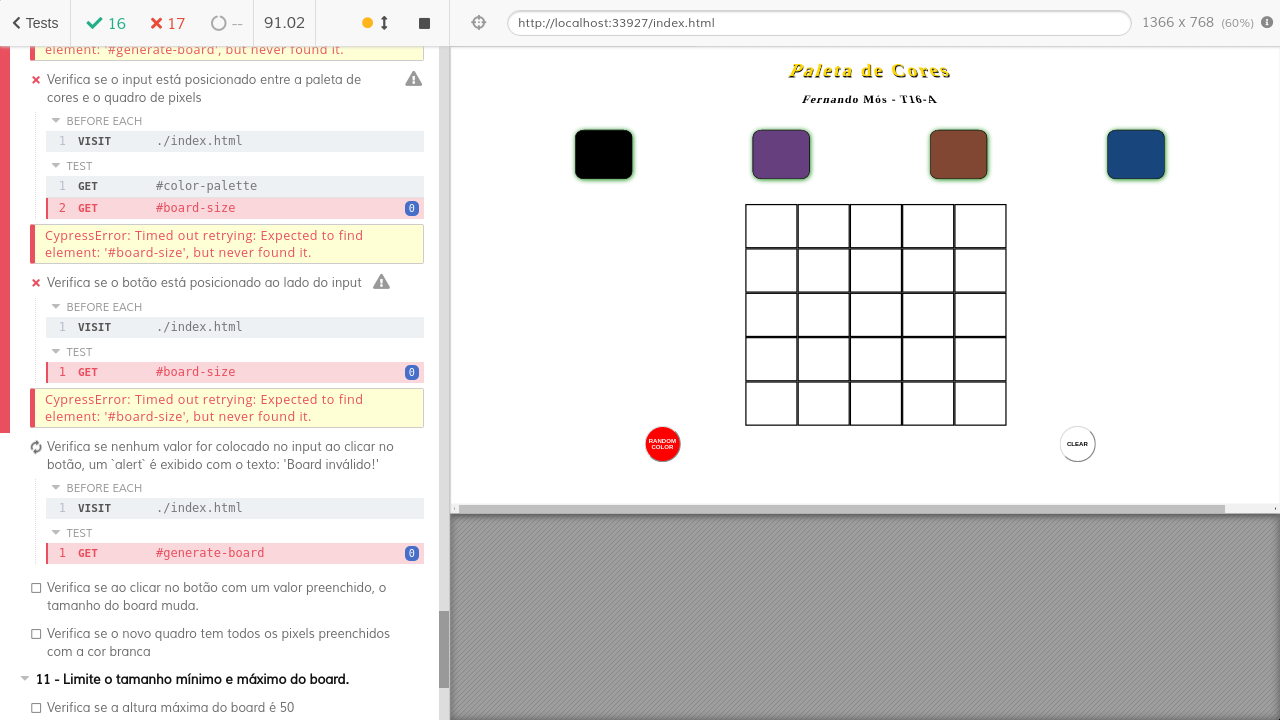 Tests 16 17 -- 91.02
http://localhost:33927/index.html 1366 x 768 (60%)
element: '#generate-board', but never found it.
Verifica se o input está posicionado entre a paleta de
cores e o quadro de pixels
BEFORE EACH
1 VISIT ./index.html
TEST
1 GET #color-palette
2 GET #board-size 0
CypressError: Timed out retrying: Expected to find
element: '#board-size', but never found it.
Verifica se o botão está posicionado ao lado do input
BEFORE EACH
1 VISIT ./index.html
TEST
1 GET #board-size 0
CypressError: Timed out retrying: Expected to find
element: '#board-size', but never found it.
Verifica se nenhum valor for colocado no input ao clicar no
botão, um `alert` é exibido com o texto: 'Board inválido!'
BEFORE EACH
1 VISIT ./index.html
TEST
1 GET #generate-board 0
Verifica se ao clicar no botão com um valor preenchido, o
tamanho do board muda.
Verifica se o novo quadro tem todos os pixels preenchidos
com a cor branca
11 - Limite o tamanho mínimo e máximo do board.
Verifica se a altura máxima do board é 50
Paleta de Cores
Fernando Mós - T16-A
RANDOM
COLOR
CLEAR